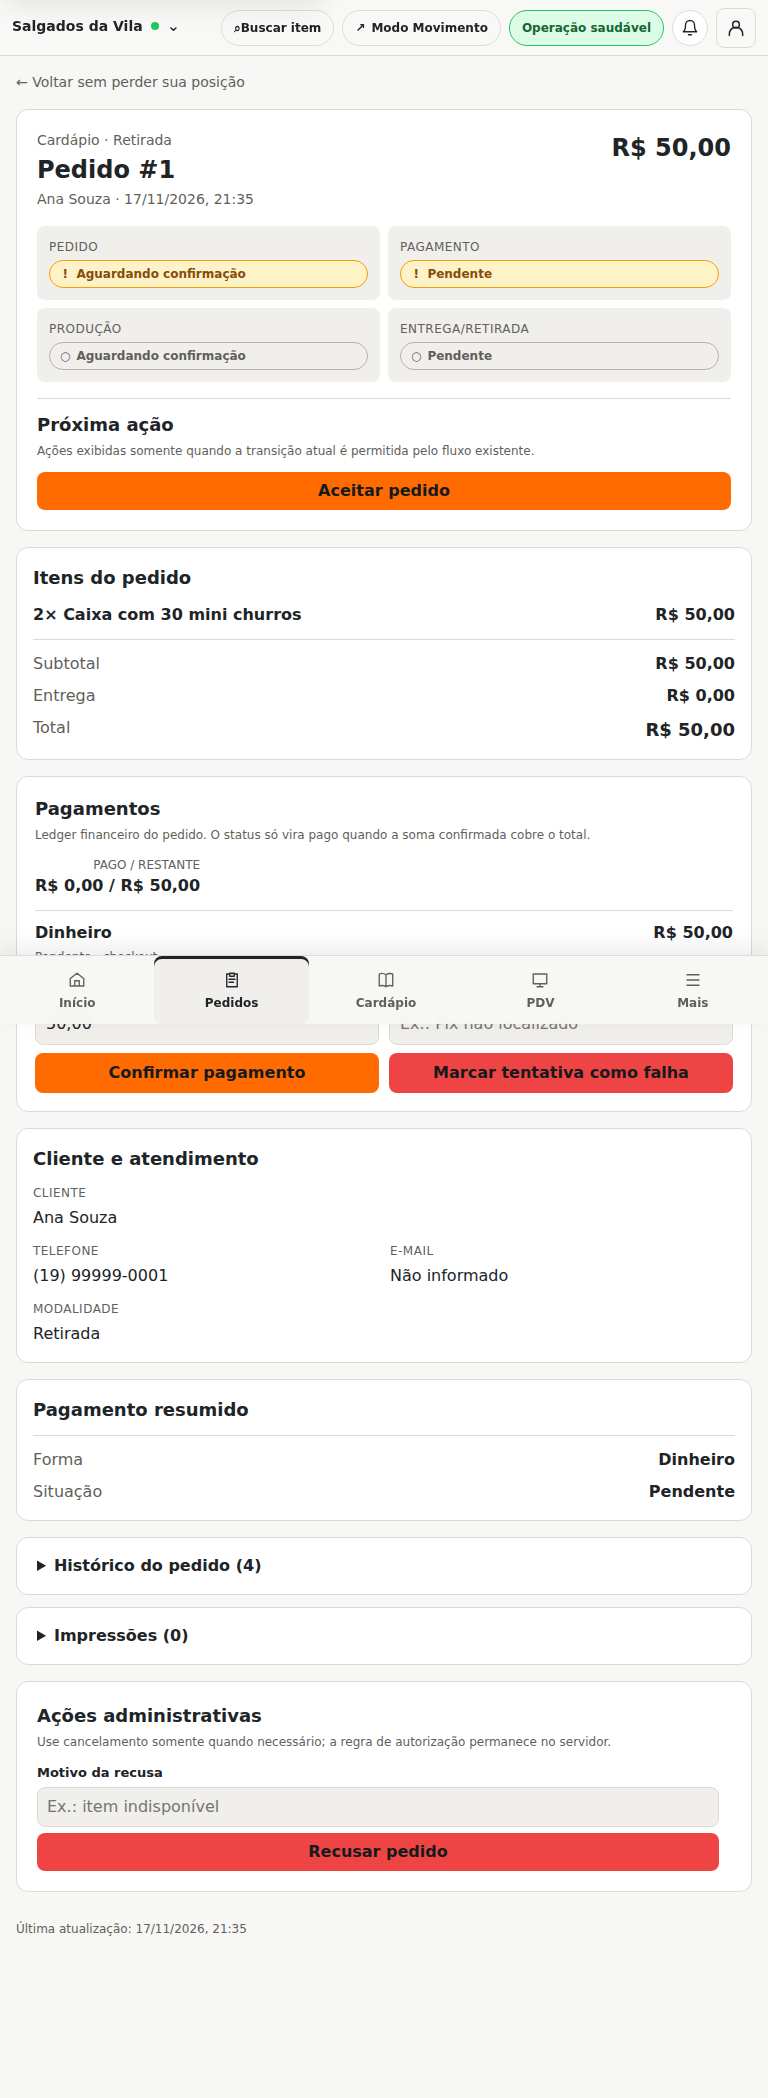 Salgados da Vila
Buscar item
↗ Modo Movimento
Operação saudável
← Voltar sem perder sua posição
Cardápio · Retirada
R$ 50,00
Pedido #1
Ana Souza · 17/11/2026, 21:35
PEDIDO
! Aguardando confirmação
PAGAMENTO
! Pendente
PRODUÇÃO
○ Aguardando confirmação
ENTREGA/RETIRADA
○ Pendente
Próxima ação
Ações exibidas somente quando a transição atual é permitida pelo fluxo existente.
Aceitar pedido
Itens do pedido
2× Caixa com 30 mini churros R$ 50,00
Subtotal R$ 50,00
Entrega R$ 0,00
Total R$ 50,00
Pagamentos
Ledger financeiro do pedido. O status só vira pago quando a soma confirmada cobre o total.
PAGO / RESTANTE
R$ 0,00 / R$ 50,00
Dinheiro R$ 50,00
Início
Pedidos
Cardápio
PDV
Mais
50,00
Ex.: Pix não localizado
Confirmar pagamento
Marcar tentativa como falha
Cliente e atendimento
CLIENTE
Ana Souza
TELEFONE
(19) 99999-0001
E-MAIL
Não informado
MODALIDADE
Retirada
Pagamento resumido
Forma Dinheiro
Situação Pendente
▶ Histórico do pedido (4)
▶ Impressões (0)
Ações administrativas
Use cancelamento somente quando necessário; a regra de autorização permanece no servidor.
Motivo da recusa
Ex.: item indisponível
Recusar pedido
Última atualização: 17/11/2026, 21:35